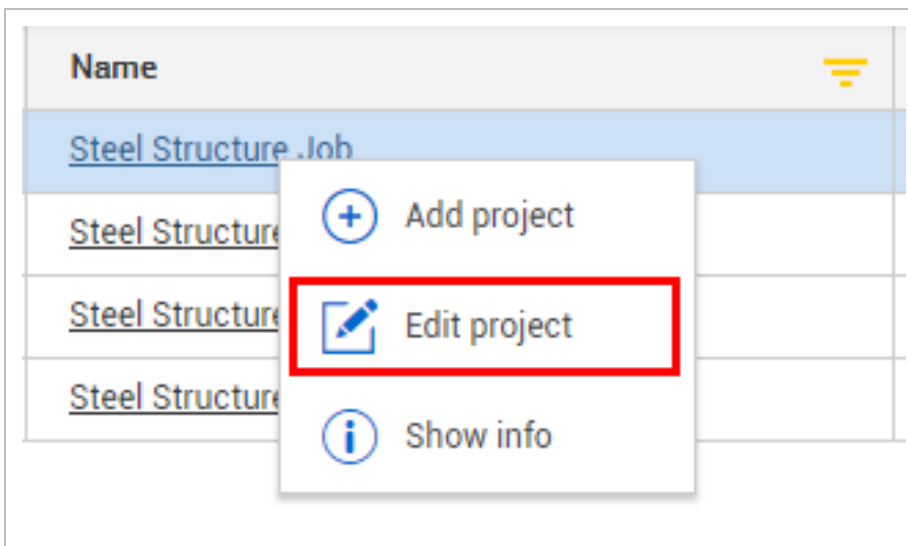 Name
Steel Structure Job
Steel Structure
Add project
Steel Structure
Edit project
Steel Structure
Show info